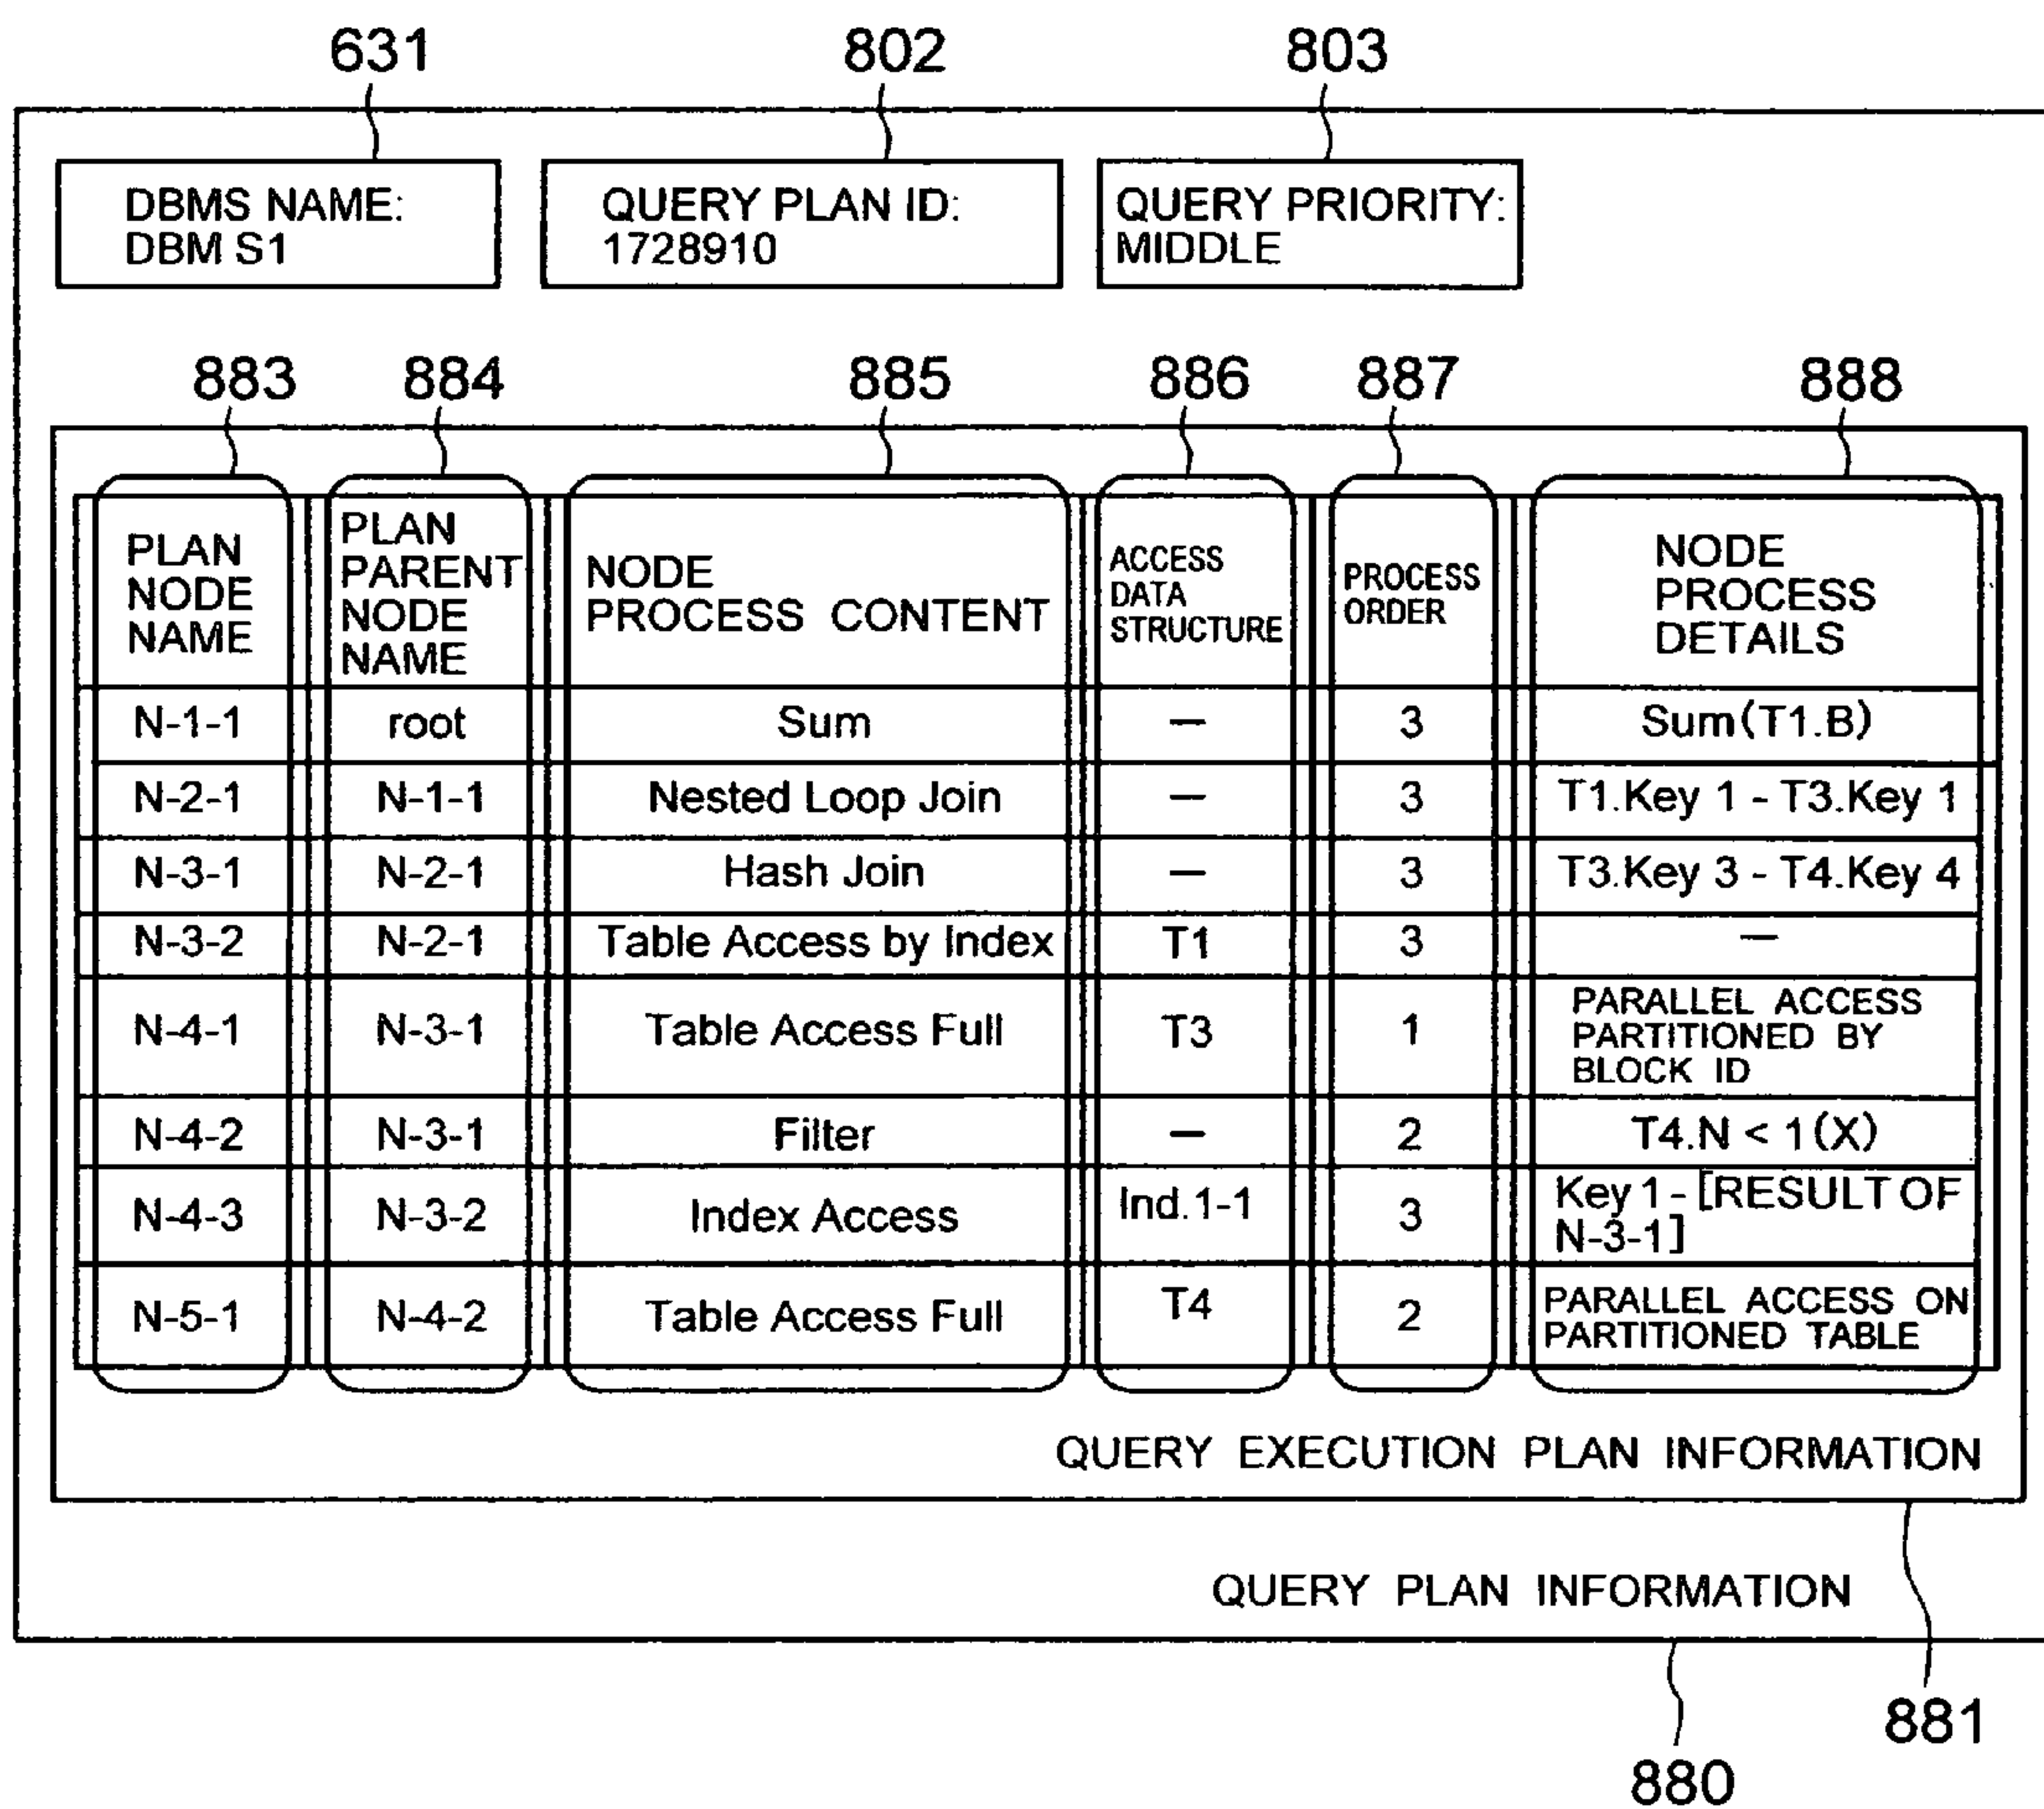 631 802 803
DBMS NAME: QUERY PLAN ID: QUERY PRIORITY:
DBM S1 1728910 MIDDLE
883 884 885 886 887 888
PLAN NODE NAME PLAN PARENT NODE NAME NODE PROCESS CONTENT ACCESS DATA STRUCTURE PROCESS ORDER NODE PROCESS DETAILS
N-1-1 root Sum — 3 Sum(T1.B)
N-2-1 N-1-1 Nested Loop Join — 3 T1.Key 1 - T3.Key 1
N-3-1 N-2-1 Hash Join — 3 T3.Key 3 - T4.Key 4
N-3-2 N-2-1 Table Access by Index T1 3 —
N-4-1 N-3-1 Table Access Full T3 1 PARALLEL ACCESS PARTITIONED BY BLOCK ID
N-4-2 N-3-1 Filter — 2 T4.N < 1(X)
N-4-3 N-3-2 Index Access Ind.1-1 3 Key 1 - [RESULT OF N-3-1]
N-5-1 N-4-2 Table Access Full T4 2 PARALLEL ACCESS ON PARTITIONED TABLE
QUERY EXECUTION PLAN INFORMATION
QUERY PLAN INFORMATION
881
880